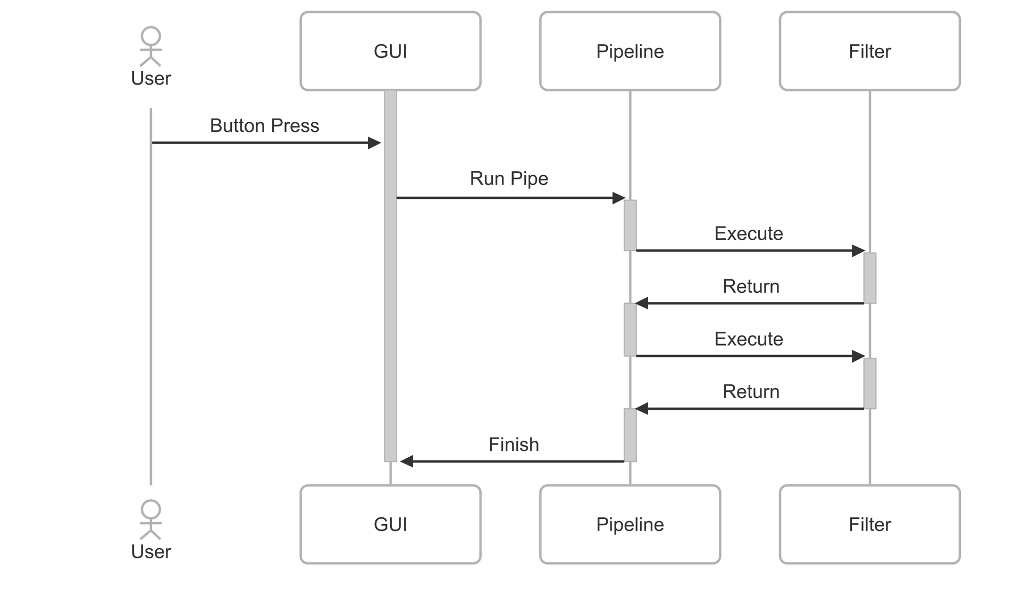 User
GUI
Pipeline
Filter
Button Press
Run Pipe
Execute
Return
Execute
Return
Finish
User
GUI
Pipeline
Filter